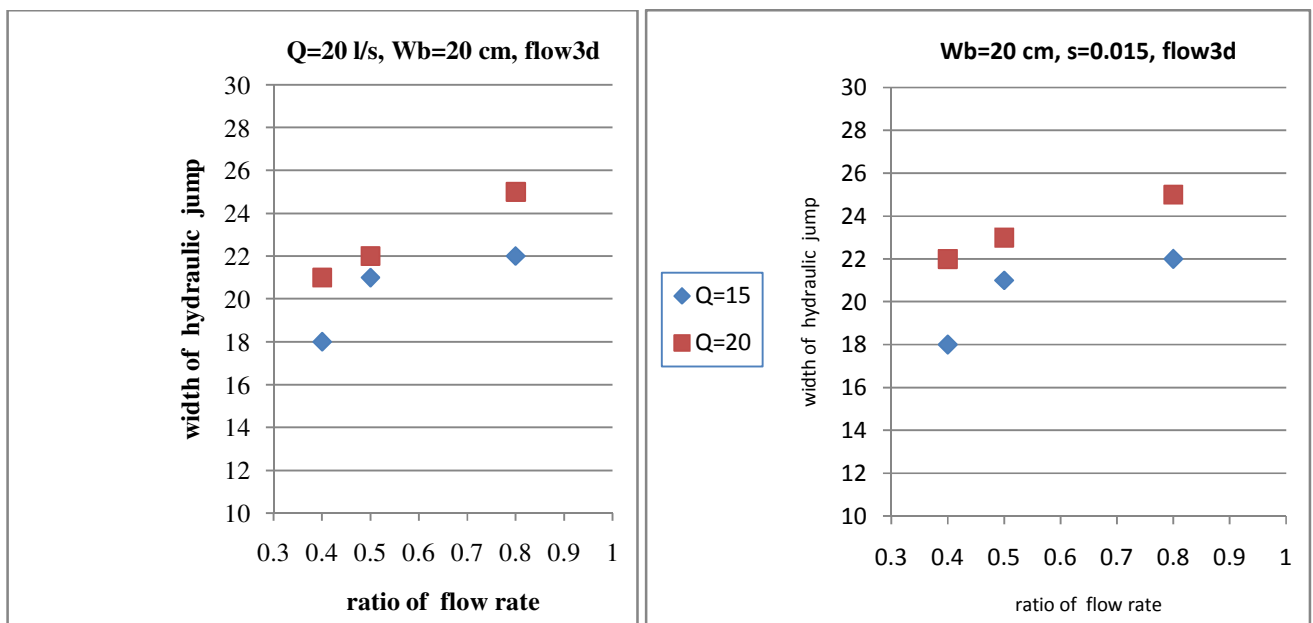 Q=20 l/s, Wb=20 cm, flow3d
30
28
26
24
22
20
18
16
14
12
10
width of hydraulic jump
0.3 0.4 0.5 0.6 0.7 0.8 0.9 1
ratio of flow rate
Q=15
Q=20
Wb=20 cm, s=0.015, flow3d
30
28
26
24
22
20
18
16
14
12
10
width of hydraulic jump
0.3 0.4 0.5 0.6 0.7 0.8 0.9 1
ratio of flow rate